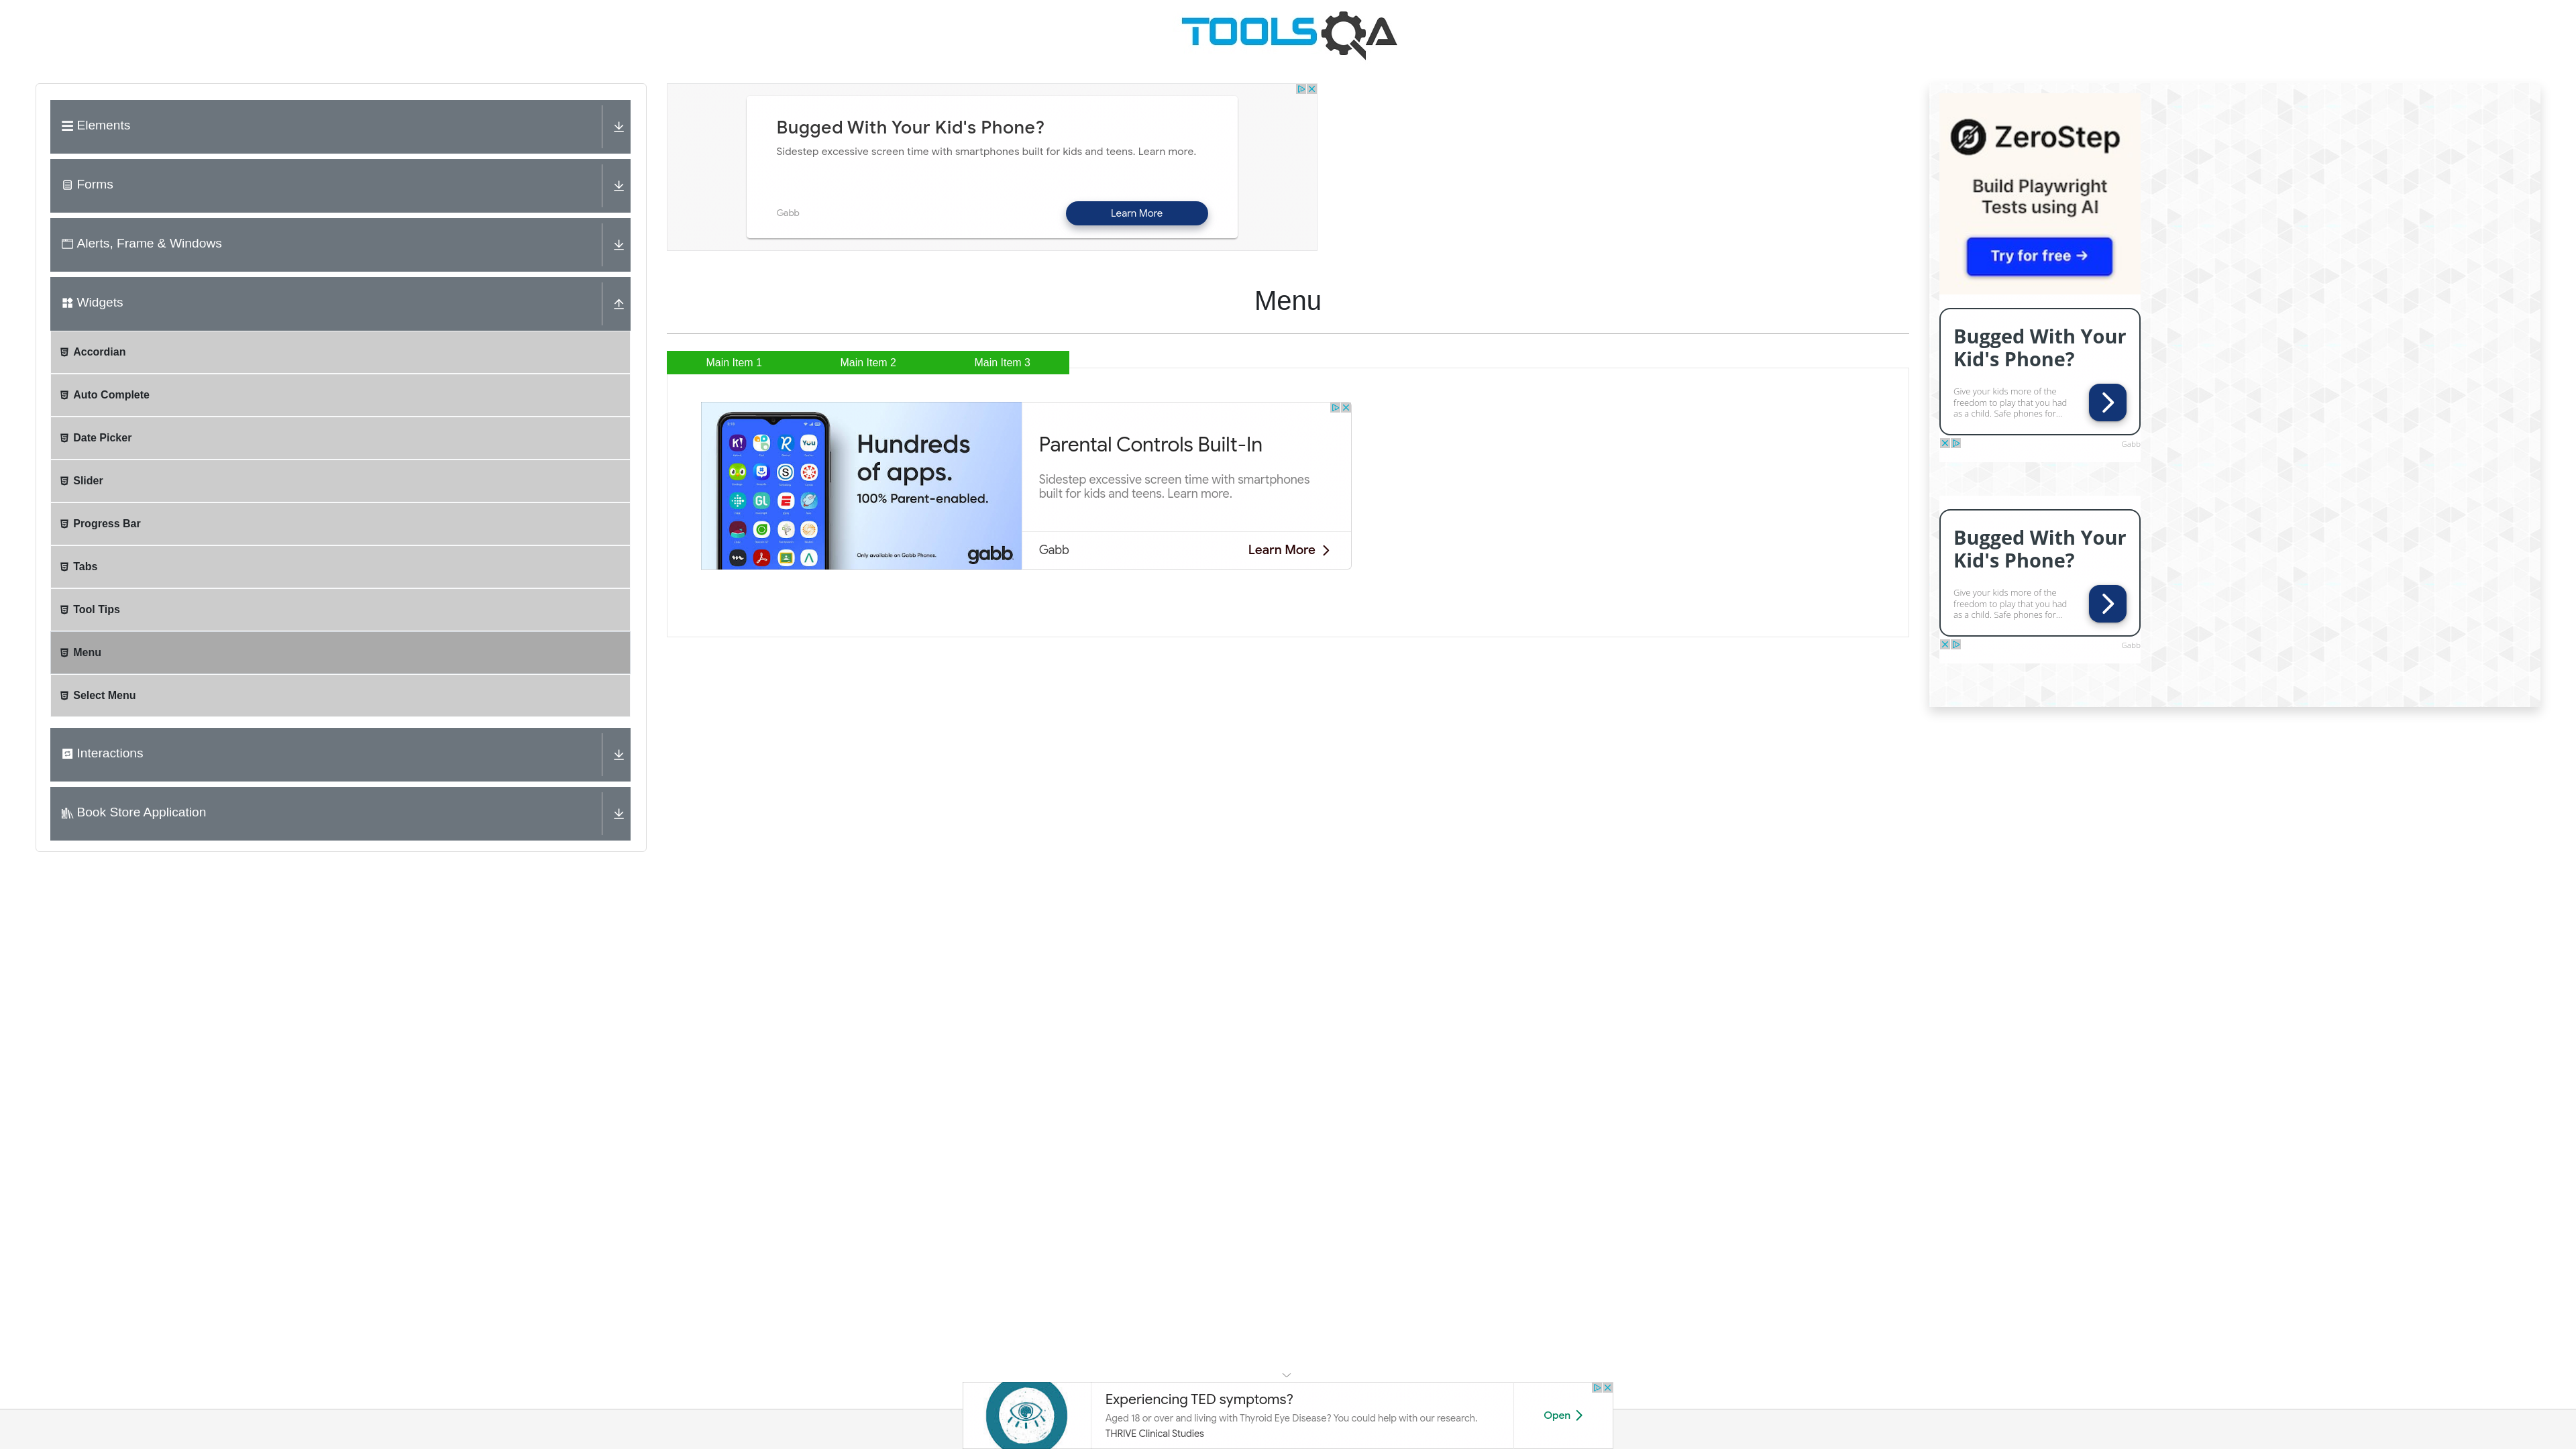 TOOLSQA
Elements
Forms
Alerts, Frame & Windows
Widgets
Accordian
Auto Complete
Date Picker
Slider
Progress Bar
Tabs
Tool Tips
Menu
Select Menu
Interactions
Book Store Application
Bugged With Your Kid's Phone?
Sidestep excessive screen time with smartphones built for kids and teens. Learn more.
Gabb
Learn More
Menu
Main Item 1
Main Item 2
Main Item 3
Hundreds
of apps.
100% Parent-enabled.
Only available on Gabb Phones.
gabb
Parental Controls Built-In
Sidestep excessive screen time with smartphones
built for kids and teens. Learn more.
Gabb
Learn More
ZeroStep
Build Playwright
Tests using AI
Try for free →
Bugged With Your
Kid's Phone?
Give your kids more of the
freedom to play that you had
as a child. Safe phones for...
Gabb
Bugged With Your
Kid's Phone?
Give your kids more of the
freedom to play that you had
as a child. Safe phones for...
Gabb
Experiencing TED symptoms?
Aged 18 or over and living with Thyroid Eye Disease? You could help with our research.
THRIVE Clinical Studies
Open